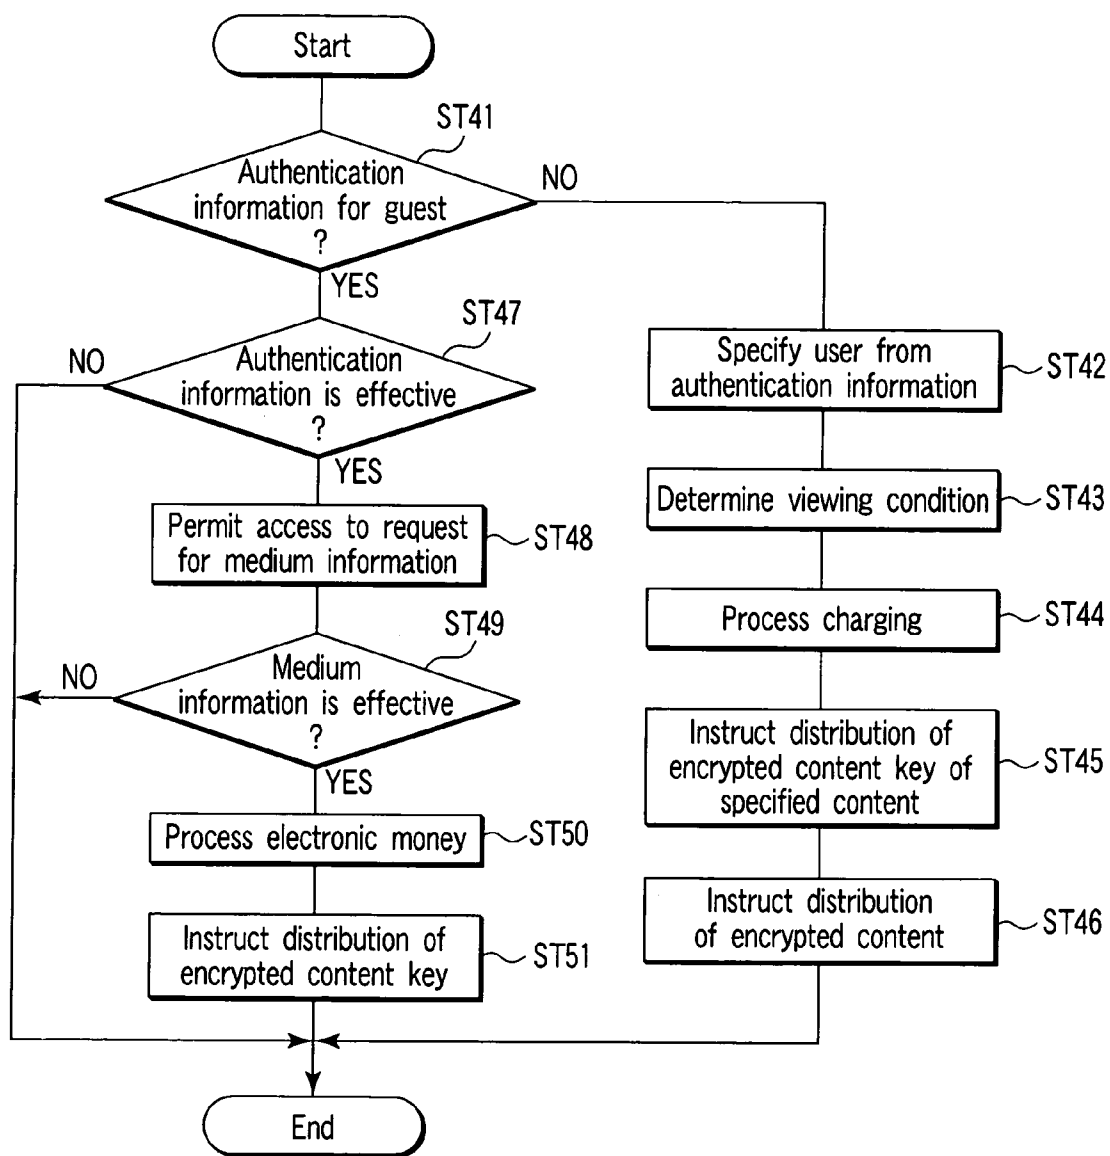 Start
ST41
Authentication
information for guest
?
NO
YES
ST47
NO
Authentication
information is effective
?
YES
Permit access to request
for medium information
ST48
ST49
NO
Medium
information is effective
?
YES
Process electronic money
ST50
Instruct distribution of
encrypted content key
ST51
Specify user from
authentication information
ST42
Determine viewing condition
ST43
Process charging
ST44
Instruct distribution of
encrypted content key of
specified content
ST45
Instruct distribution
of encrypted content
ST46
End